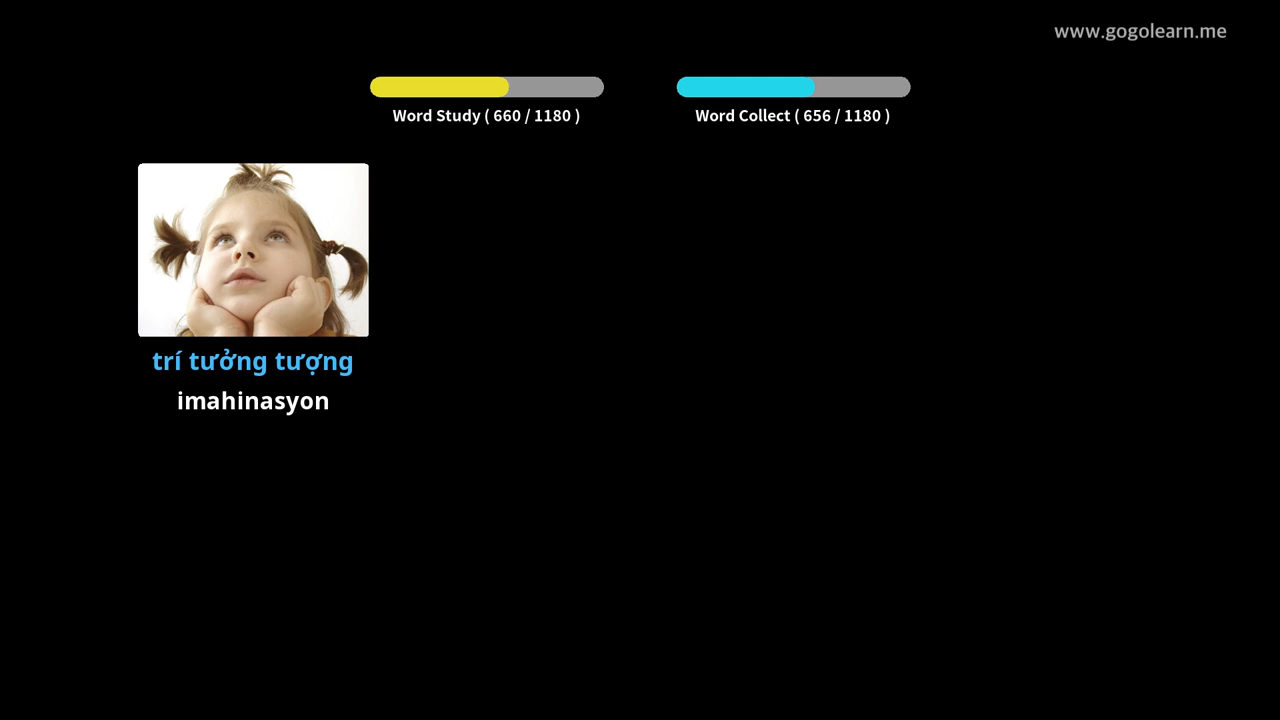 www.gogolearn.me
Word Study ( 660 / 1180 )
Word Collect ( 656 / 1180 )
trí tưởng tượng
imahinasyon